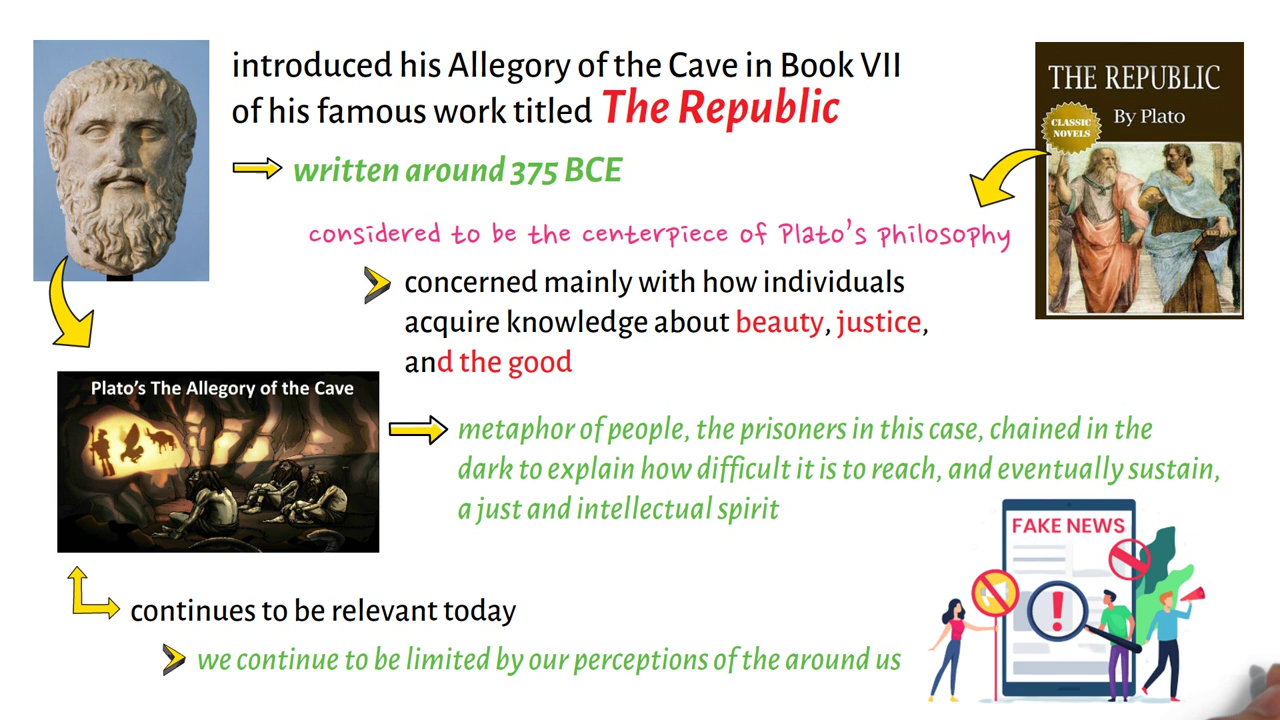 introduced his Allegory of the Cave in Book VII
of his famous work titled The Republic
written around 375 BCE
considered to be the centerpiece of Plato's philosophy
concerned mainly with how individuals
acquire knowledge about beauty, justice,
and the good
THE REPUBLIC
By Plato
CLASSIC
NOVELS
Plato's The Allegory of the Cave
metaphor of people, the prisoners in this case, chained in the
dark to explain how difficult it is to reach, and eventually sustain,
a just and intellectual spirit
FAKE NEWS
!
continues to be relevant today
we continue to be limited by our perceptions of the around us